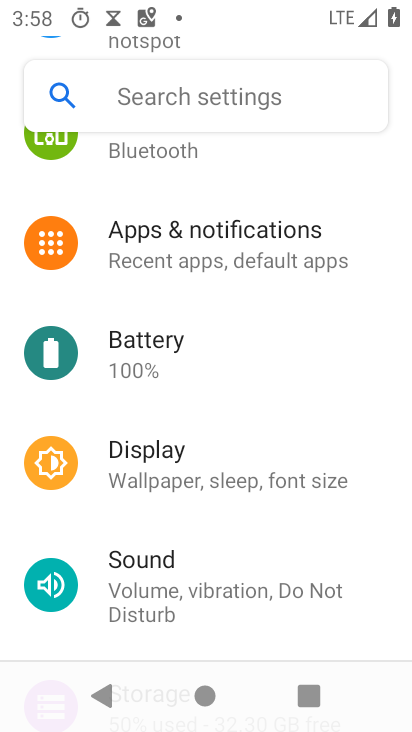 3:58
LTE
hotspot
Search settings
Bluetooth
Apps & notifications
Recent apps, default apps
Battery
100%
Display
Wallpaper, sleep, font size
Sound
Volume, vibration, Do Not
Disturb
Storage
50% used - 32.30 GB free